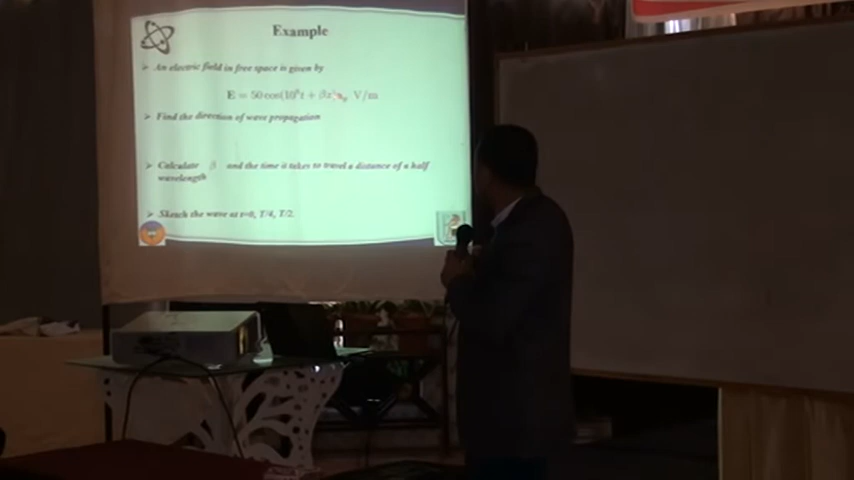 Example
➤ An electric field in free space is given by
E = 50 cos(10⁸t + βx)a_y V/m
➤ Find the direction of wave propagation
➤ Calculate β and the time it takes to travel a distance of a half
wavelength
➤ Sketch the wave at t=0, T/4, T/2.